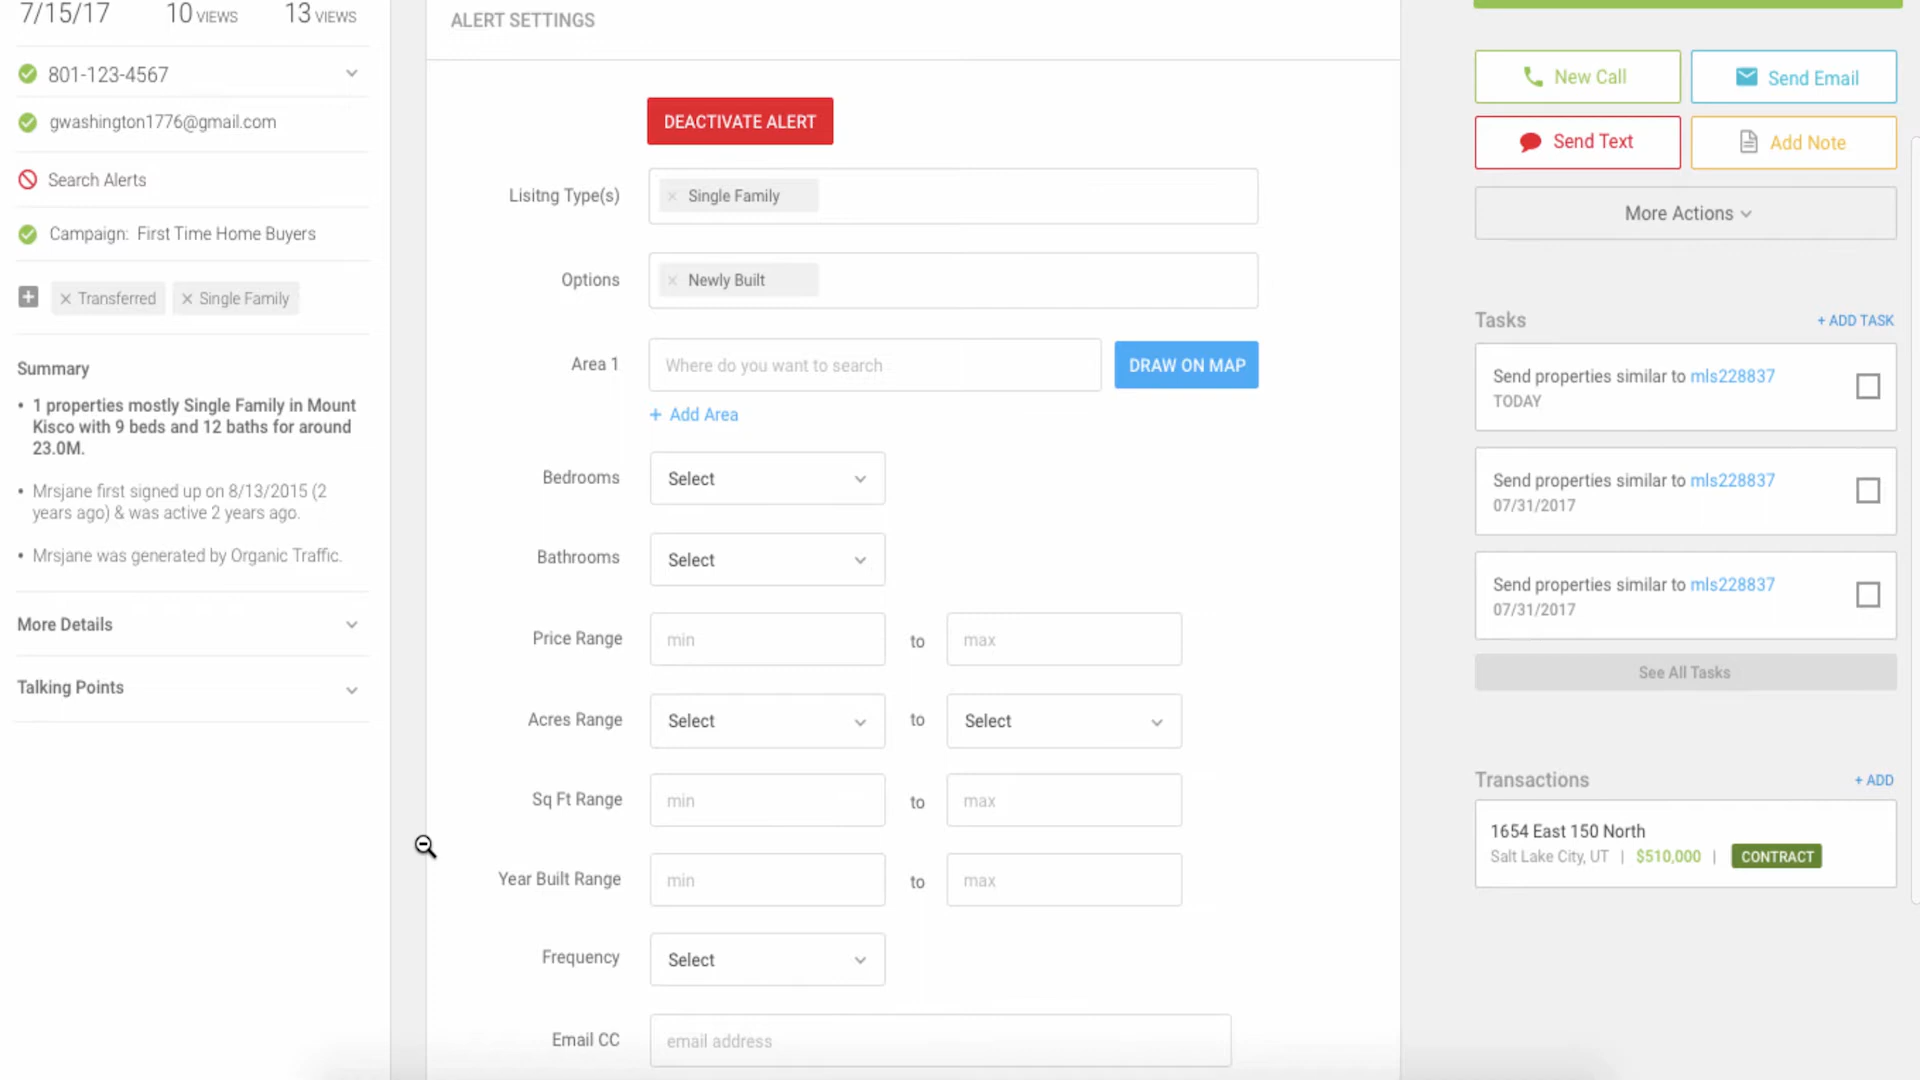 7/15/17 10 VIEWS 13 VIEWS
801-123-4567
gwashington1776@gmail.com
Search Alerts
Campaign: First Time Home Buyers
× Transferred × Single Family
Summary
• 1 properties mostly Single Family in Mount
Kisco with 9 beds and 12 baths for around
23.0M.
• Mrsjane first signed up on 8/13/2015 (2
years ago) & was active 2 years ago.
• Mrsjane was generated by Organic Traffic.
More Details
Talking Points
ALERT SETTINGS
DEACTIVATE ALERT
Lisitng Type(s) × Single Family
Options × Newly Built
Area 1 Where do you want to search DRAW ON MAP
+ Add Area
Bedrooms Select
Bathrooms Select
Price Range min to max
Acres Range Select to Select
Sq Ft Range min to max
Year Built Range min to max
Frequency Select
Email CC email address
New Call Send Email
Send Text Add Note
More Actions
Tasks + ADD TASK
Send properties similar to mls228837
TODAY
Send properties similar to mls228837
07/31/2017
Send properties similar to mls228837
07/31/2017
See All Tasks
Transactions + ADD
1654 East 150 North
Salt Lake City, UT | $510,000 | CONTRACT